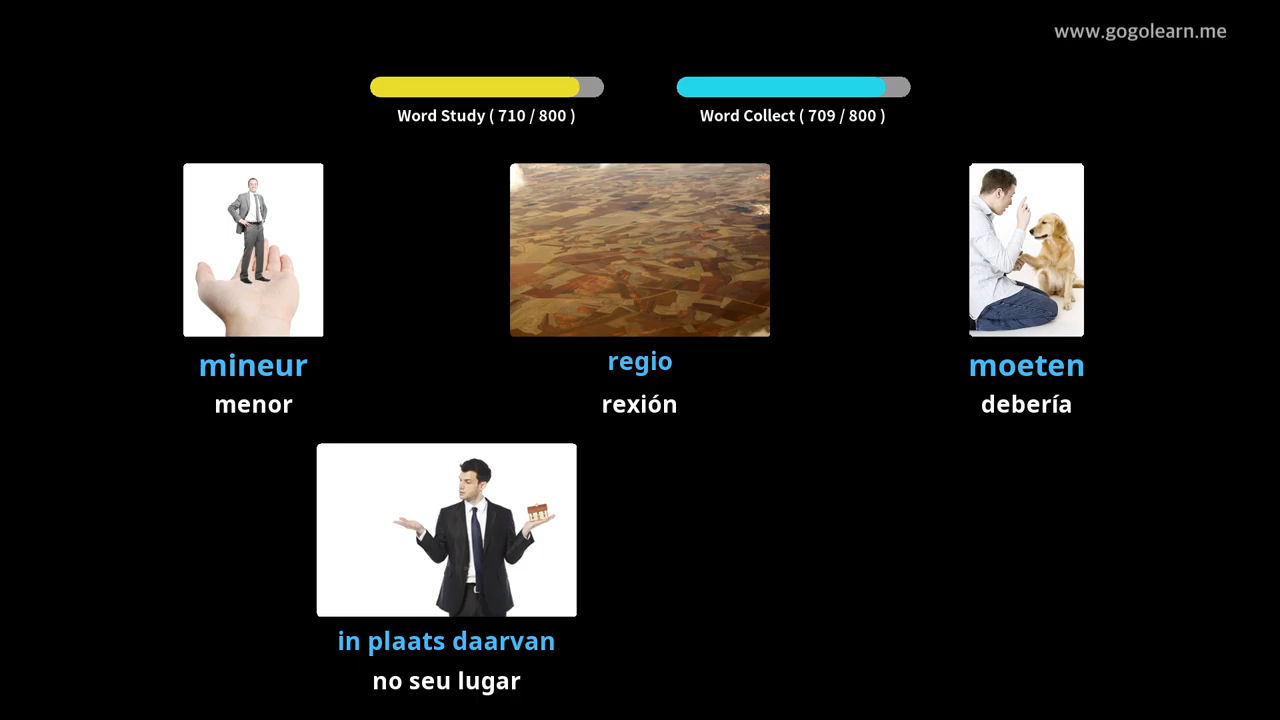 www.gogolearn.me
Word Study ( 710 / 800 )
Word Collect ( 709 / 800 )
mineur
menor
regio
rexión
moeten
debería
in plaats daarvan
no seu lugar